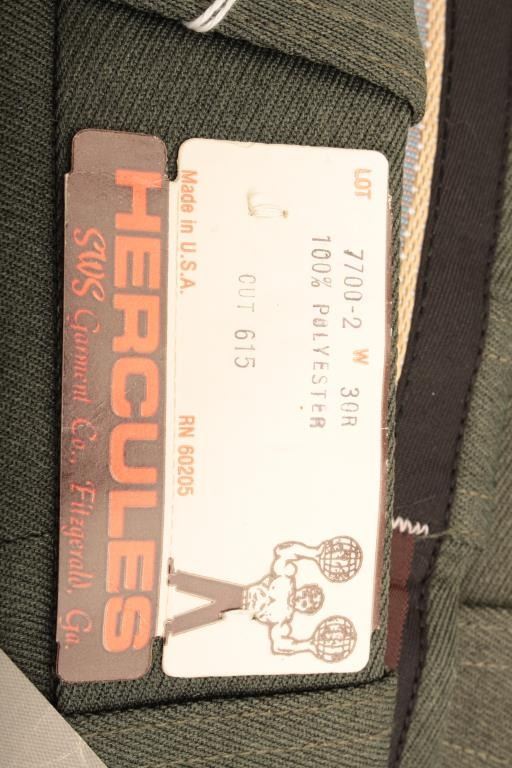 LOT 7700-2 W 30R
100% POLYESTER
CUT 615
Made in U.S.A. RN 60205
HERCULES
SWS Garment Co., Fitzgerald, Ga.